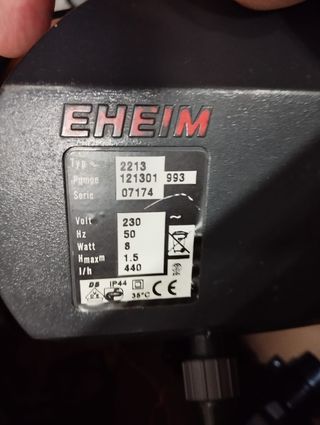 EHEIM
Typ 2213
Pumpe 121301 993
Serie 07174
Volt 230 ~
Hz 50
Watt 8
Hmax m 1.5
l/h 440
IP44
35°C
CE